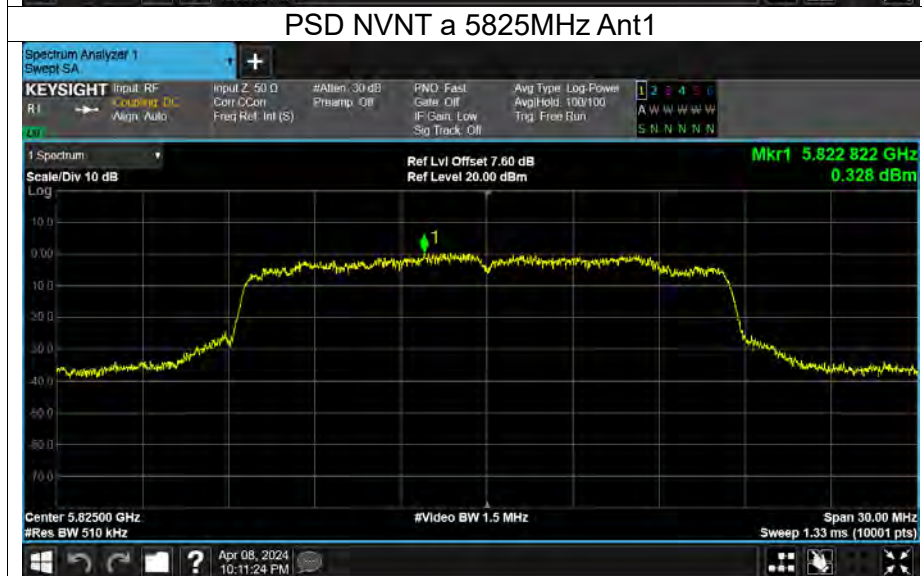 PSD NVNT a 5825MHz Ant1
Spectrum Analyzer 1
Swept SA
+
KEYSIGHT
Input: RF
Coupling: DC
Align: Auto
Input Z: 50 Ω
Corr CCorr
Freq Ref: Int (S)
#Atten: 30 dB
Preamp: Off
PNO: Fast
Gate: Off
IF Gain: Low
Sig Track: Off
Avg Type: Log-Power
Avg|Hold: 100/100
Trig: Free Run
1 2 3 4 5 6
A W W W W W
S N N N N N
1 Spectrum
Scale/Div 10 dB
Log
Ref Lvl Offset 7.60 dB
Ref Level 20.00 dBm
Mkr1 5.822 822 GHz
0.328 dBm
10.0
0.00
-10.0
-20.0
-30.0
-40.0
-50.0
-60.0
-70.0
1
Center 5.82500 GHz
#Res BW 510 kHz
#Video BW 1.5 MHz
Span 30.00 MHz
Sweep 1.33 ms (10001 pts)
?
Apr 08, 2024
10:11:24 PM